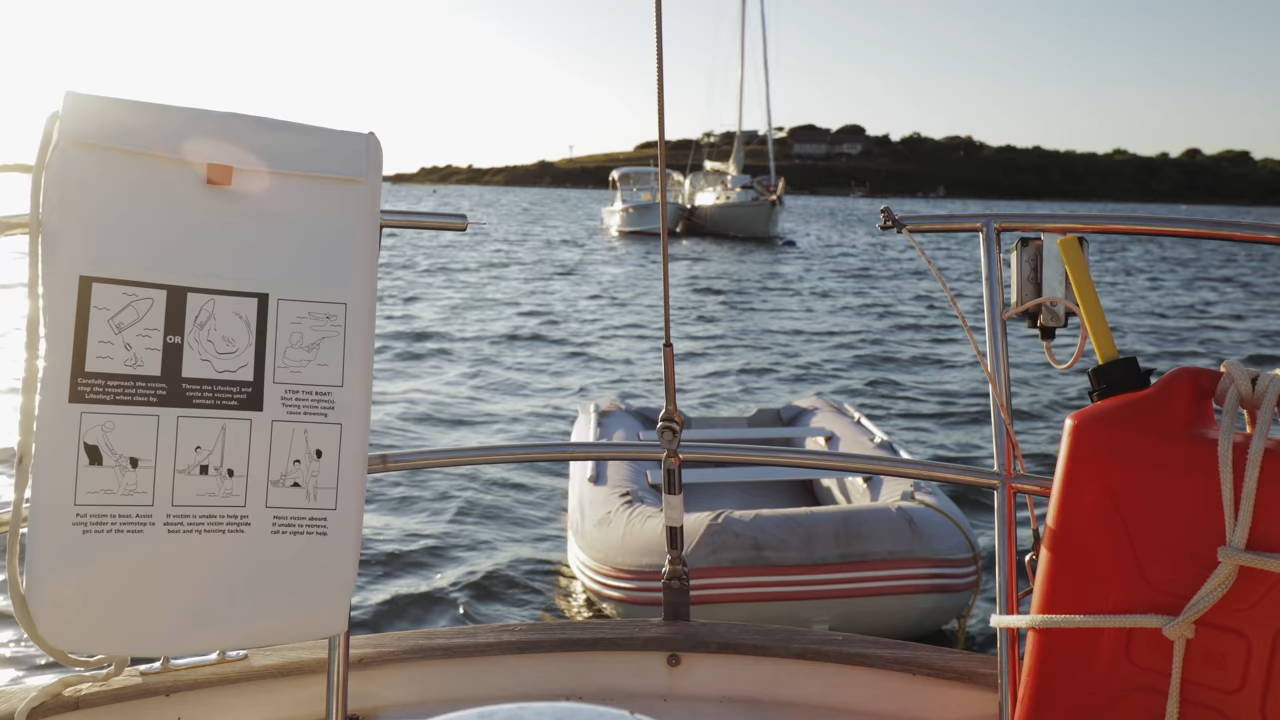 OR
Carefully approach the victim,
stop the vessel and throw the
Lifesling2 when close by.
Throw the Lifesling2 and
circle the victim until
contact is made.
STOP THE BOAT!
Shut down engine(s).
Towing victim could
cause drowning.
Pull victim to boat. Assist
using ladder or swimstep to
get out of the water.
If victim is unable to help get
aboard, secure victim alongside
boat and rig hoisting tackle.
Hoist victim aboard.
If unable to retrieve,
call or signal for help.